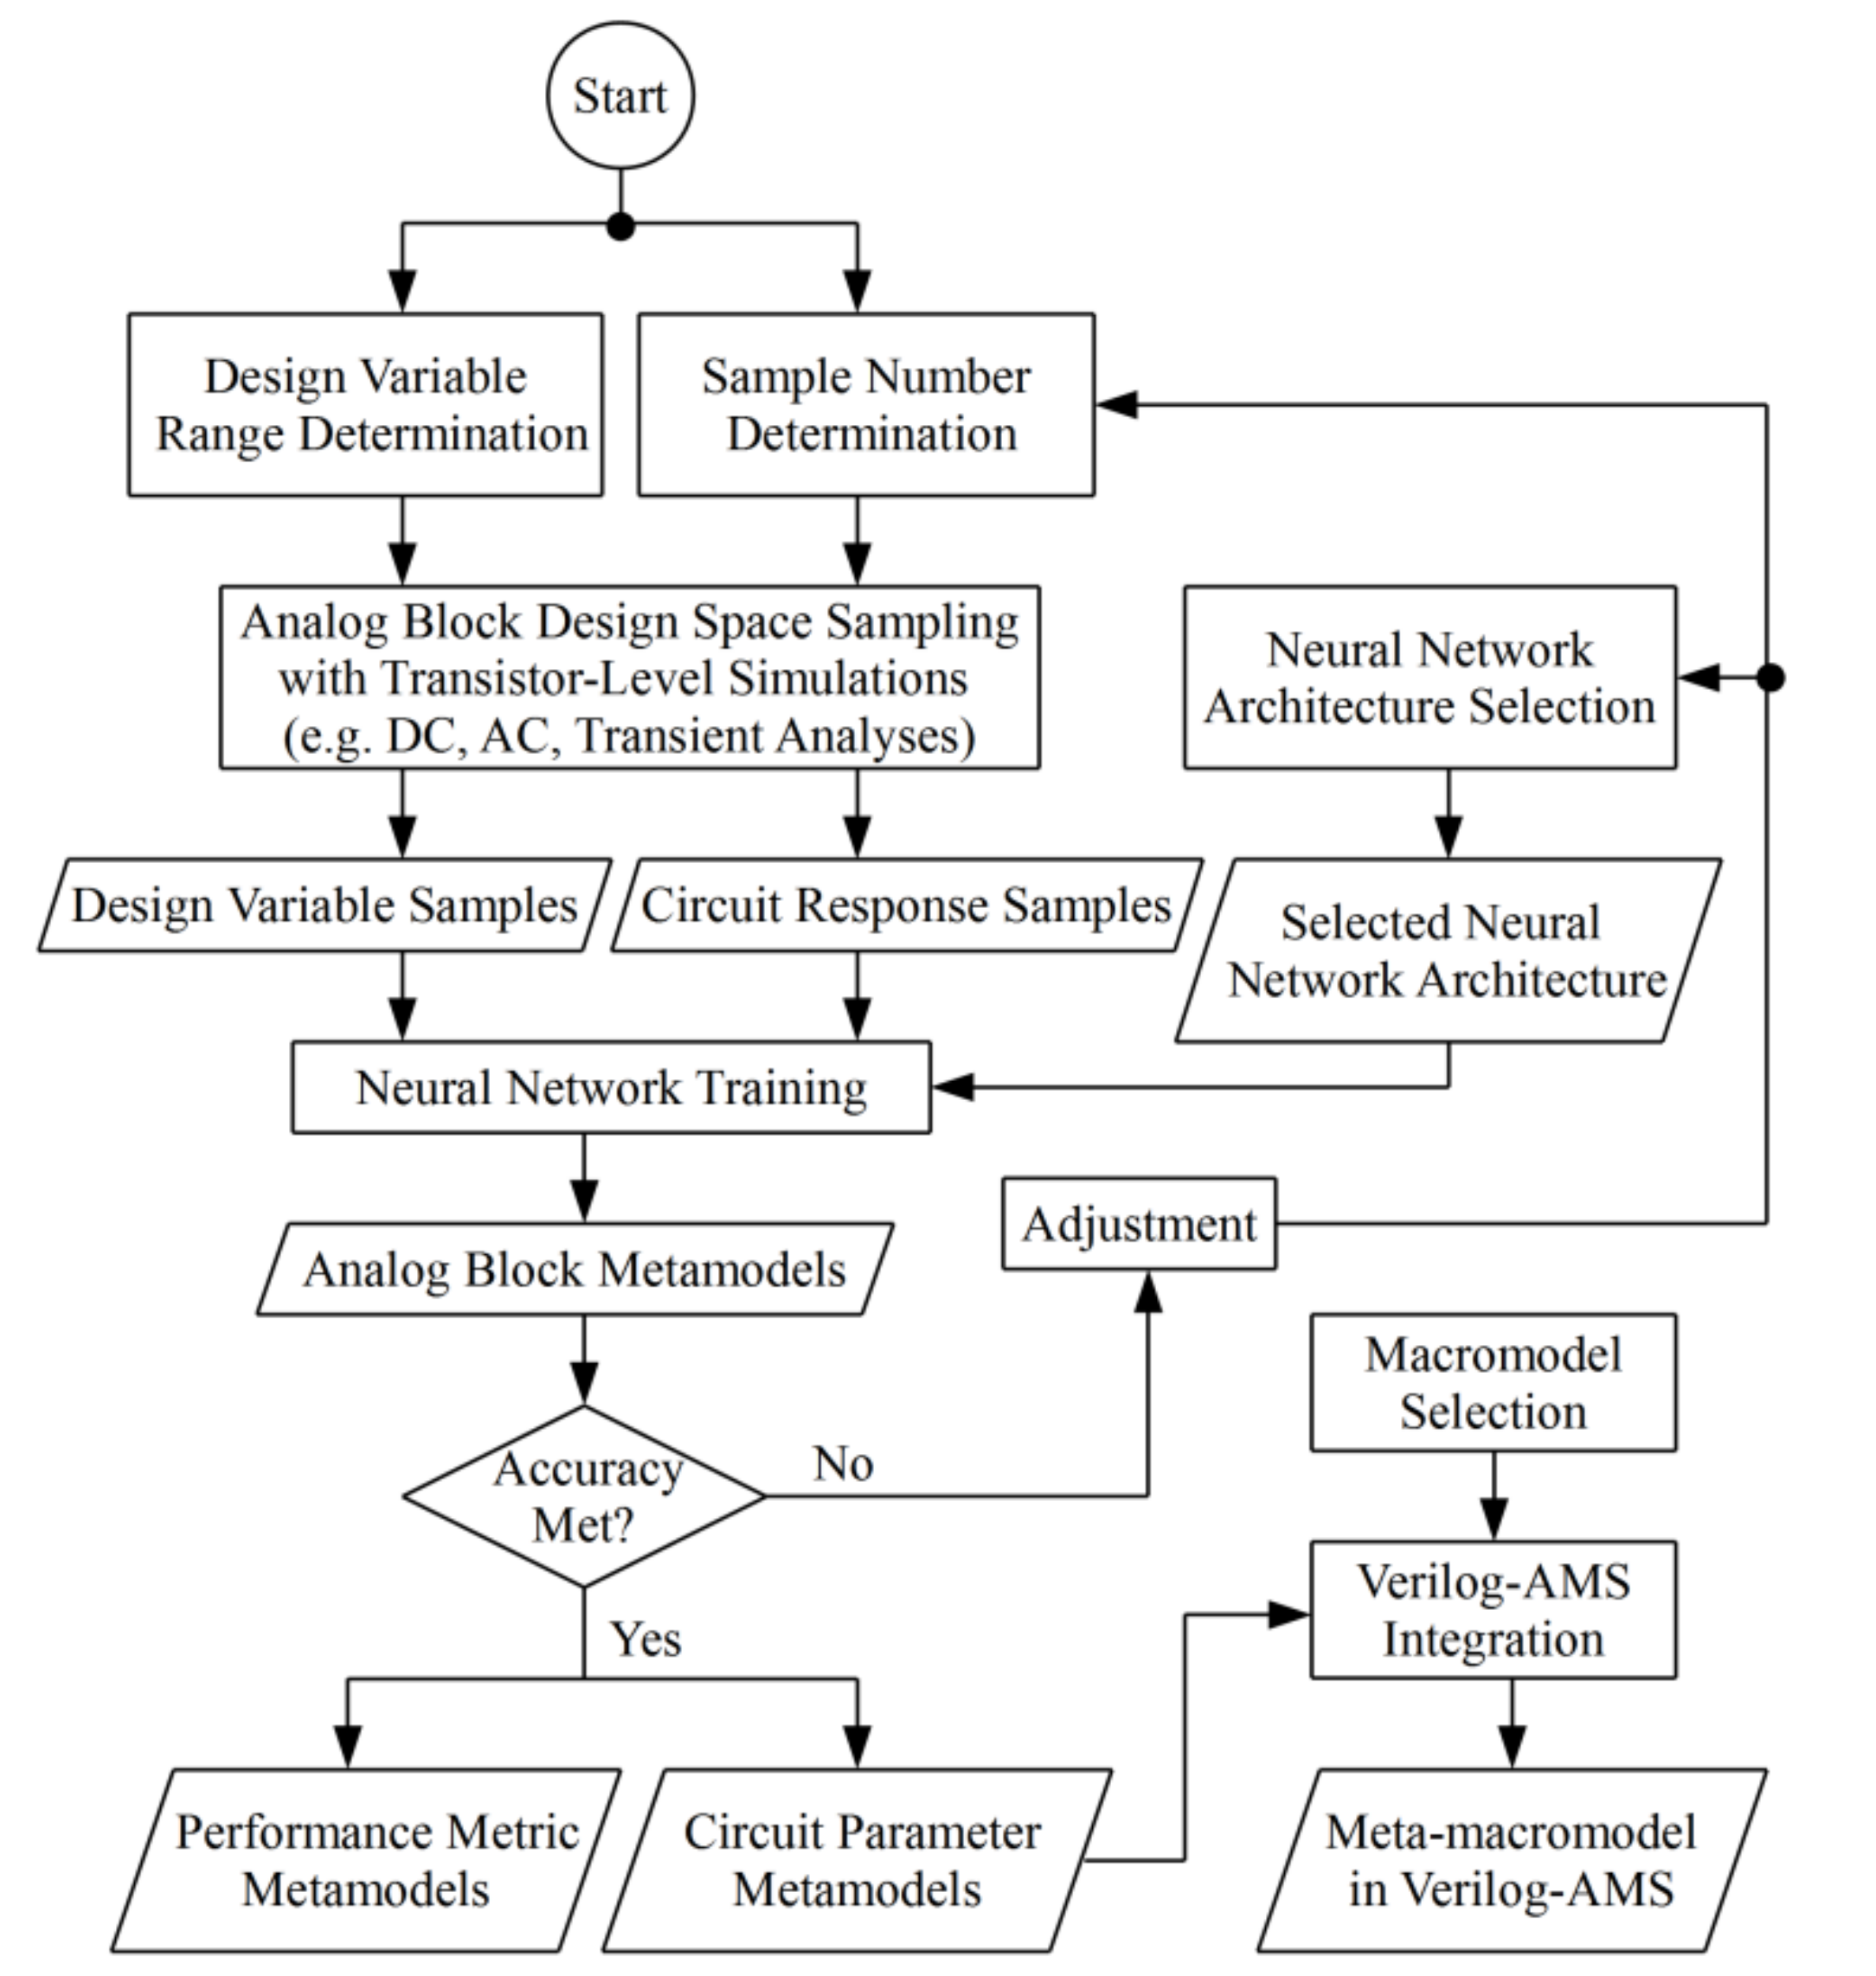 Start
Design Variable
Range Determination
Sample Number
Determination
Analog Block Design Space Sampling
with Transistor-Level Simulations
(e.g. DC, AC, Transient Analyses)
Neural Network
Architecture Selection
Design Variable Samples
Circuit Response Samples
Selected Neural
Network Architecture
Neural Network Training
Adjustment
Analog Block Metamodels
Macromodel
Selection
Accuracy
Met?
No
Yes
Verilog-AMS
Integration
Performance Metric
Metamodels
Circuit Parameter
Metamodels
Meta-macromodel
in Verilog-AMS